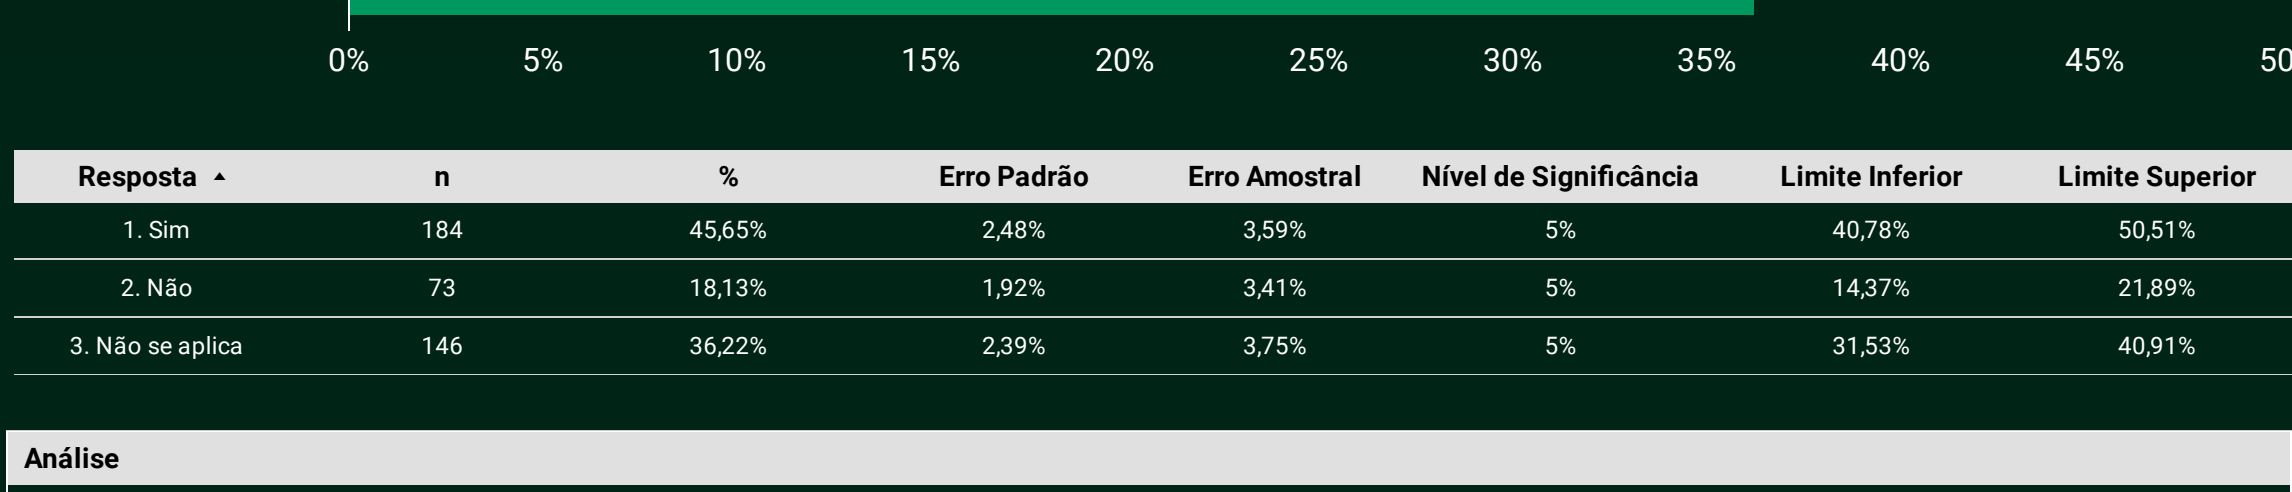 0% 5% 10% 15% 20% 25% 30% 35% 40% 45% 50
Resposta ▲ n % Erro Padrão Erro Amostral Nível de Significância Limite Inferior Limite Superior
1. Sim 184 45,65% 2,48% 3,59% 5% 40,78% 50,51%
2. Não 73 18,13% 1,92% 3,41% 5% 14,37% 21,89%
3. Não se aplica 146 36,22% 2,39% 3,75% 5% 31,53% 40,91%
Análise